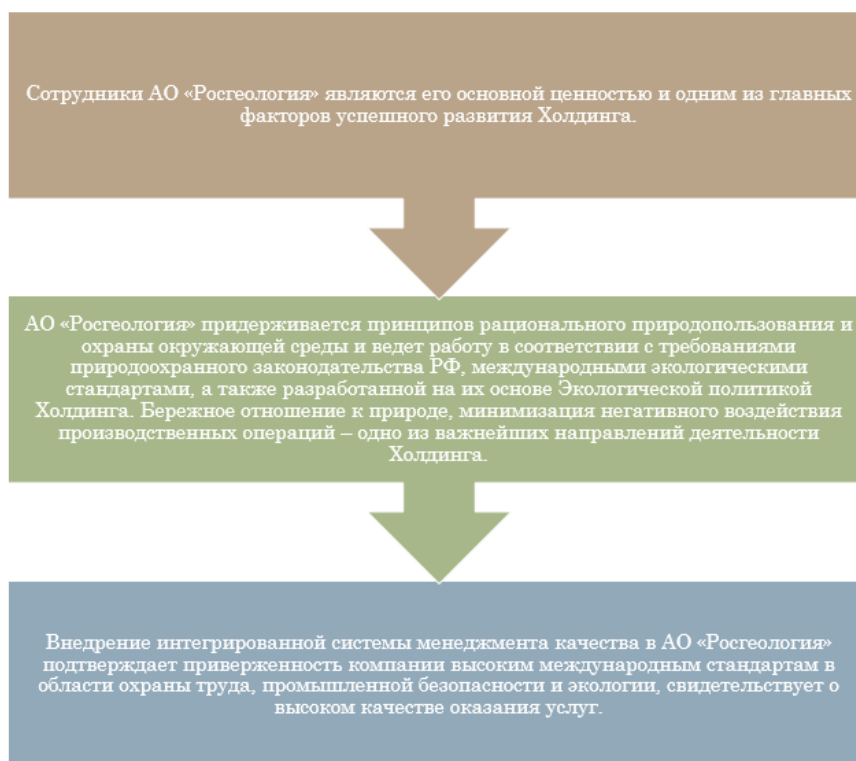 Сотрудники АО «Росгеология» являются его основной ценностью и одним из главных
факторов успешного развития Холдинга.
АО «Росгеология» придерживается принципов рационального природопользования и
охраны окружающей среды и ведет работу в соответствии с требованиями
природоохранного законодательства РФ, международными экологическими
стандартами, а также разработанной на их основе Экологической политикой
Холдинга. Бережное отношение к природе, минимизация негативного воздействия
производственных операций – одно из важнейших направлений деятельности
Холдинга.
Внедрение интегрированной системы менеджмента качества в АО «Росгеология»
подтверждает приверженность компании высоким международным стандартам в
области охраны труда, промышленной безопасности и экологии, свидетельствует о
высоком качестве оказания услуг.